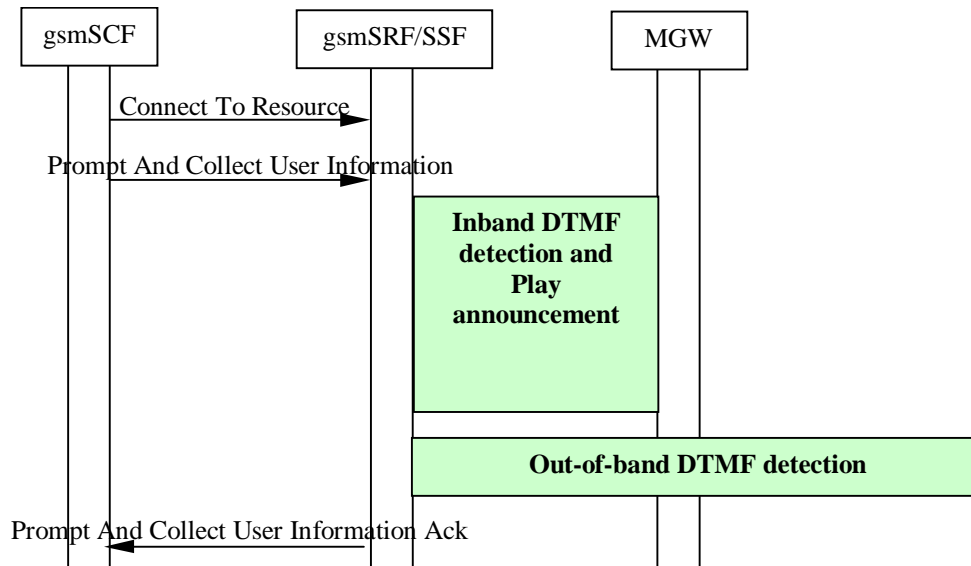 gsmSCF
gsmSRF/SSF
MGW
Connect To Resource
Prompt And Collect User Information
Inband DTMF
detection and
Play
announcement
Out-of-band DTMF detection
Prompt And Collect User Information Ack